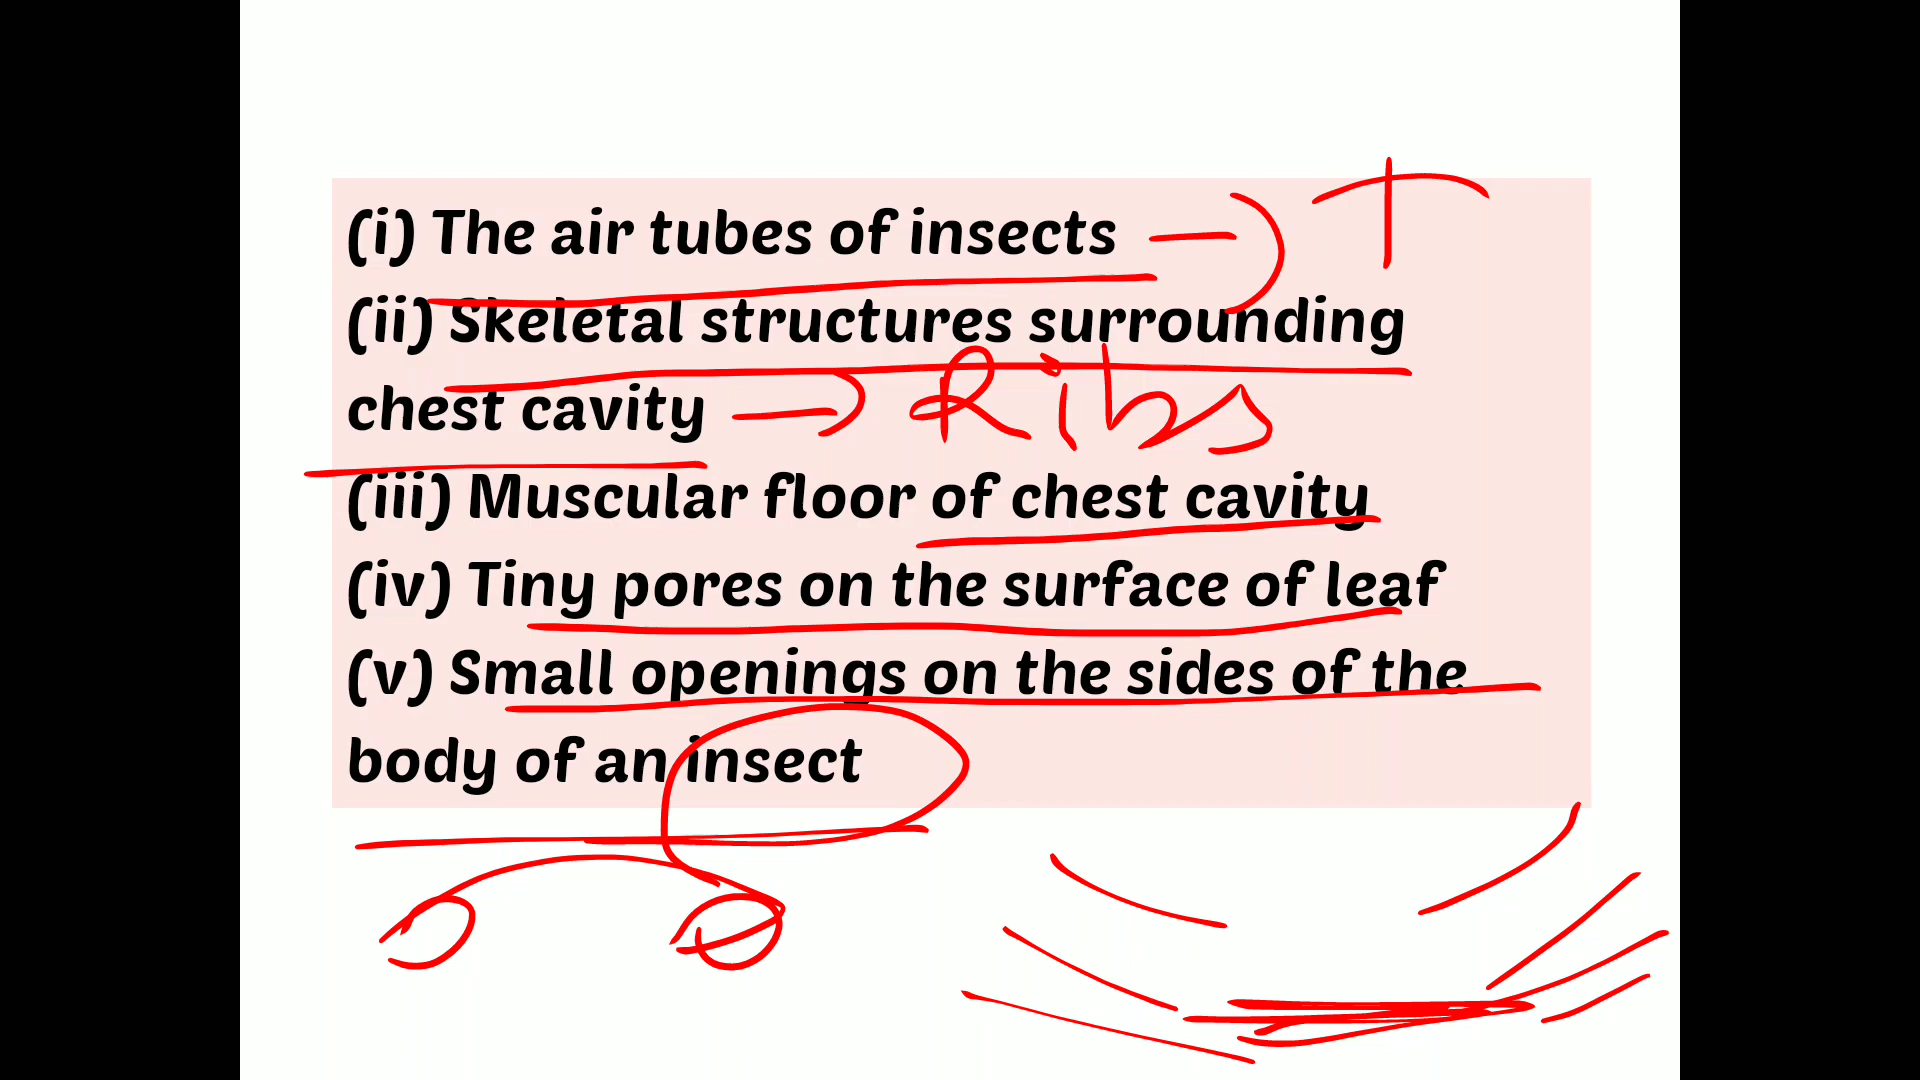 (i) The air tubes of insects T
(ii) Skeletal structures surrounding
chest cavity Ribs
(iii) Muscular floor of chest cavity
(iv) Tiny pores on the surface of leaf
(v) Small openings on the sides of the
body of an insect